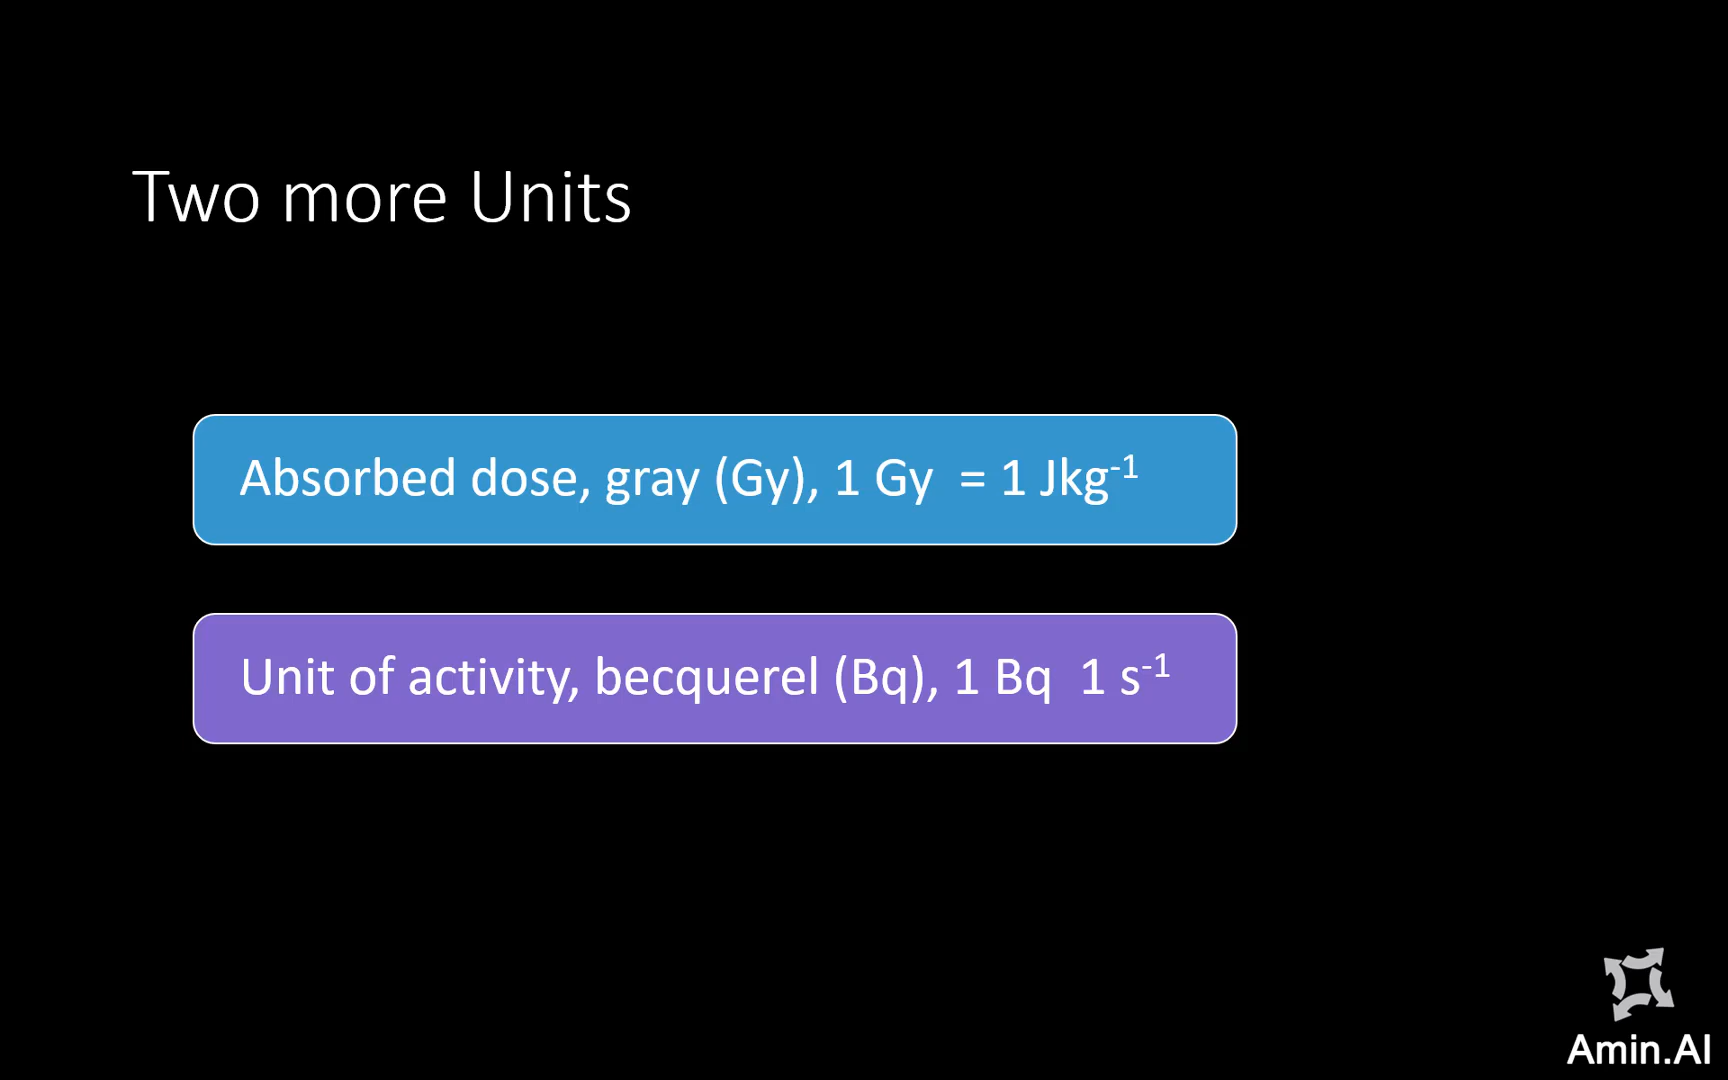 Two more Units
Absorbed dose, gray (Gy), 1 Gy  = 1 Jkg⁻¹
Unit of activity, becquerel (Bq), 1 Bq  1 s⁻¹
Amin.AI